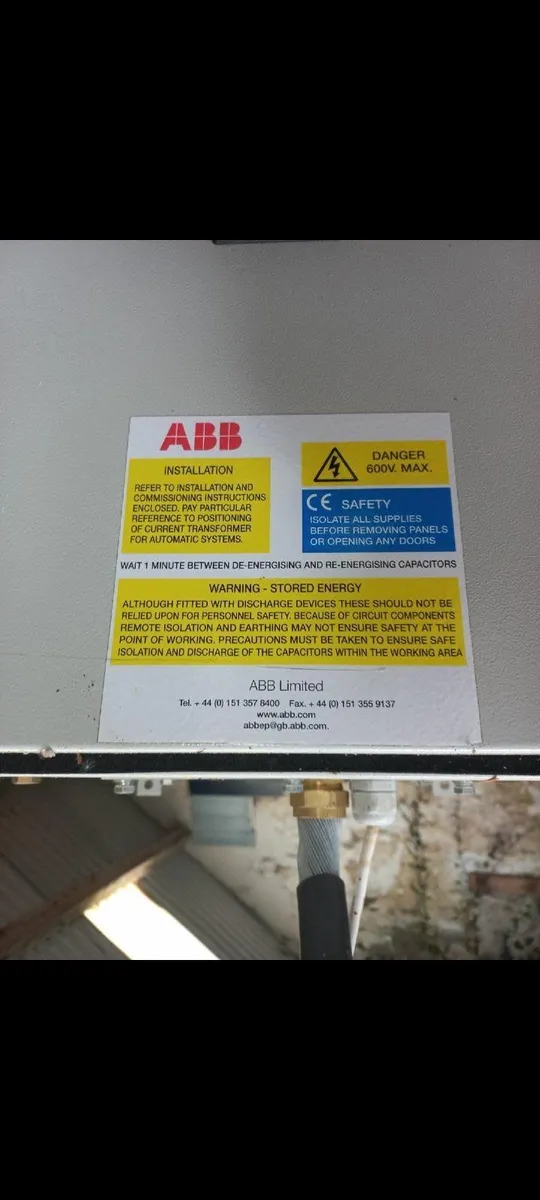 ABB
INSTALLATION
REFER TO INSTALLATION AND
COMMISSIONING INSTRUCTIONS
ENCLOSED. PAY PARTICULAR
REFERENCE TO POSITIONING
OF CURRENT TRANSFORMER
FOR AUTOMATIC SYSTEMS.
DANGER
600V. MAX.
CE SAFETY
ISOLATE ALL SUPPLIES
BEFORE REMOVING PANELS
OR OPENING ANY DOORS
WAIT 1 MINUTE BETWEEN DE-ENERGISING AND RE-ENERGISING CAPACITORS
WARNING - STORED ENERGY
ALTHOUGH FITTED WITH DISCHARGE DEVICES THESE SHOULD NOT BE
RELIED UPON FOR PERSONNEL SAFETY. BECAUSE OF CIRCUIT COMPONENTS
REMOTE ISOLATION AND EARTHING MAY NOT ENSURE SAFETY AT THE
POINT OF WORKING. PRECAUTIONS MUST BE TAKEN TO ENSURE SAFE
ISOLATION AND DISCHARGE OF THE CAPACITORS WITHIN THE WORKING AREA
ABB Limited
Tel. + 44 (0) 151 357 8400 Fax. + 44 (0) 151 355 9137
www.abb.com
abbep@gb.abb.com.